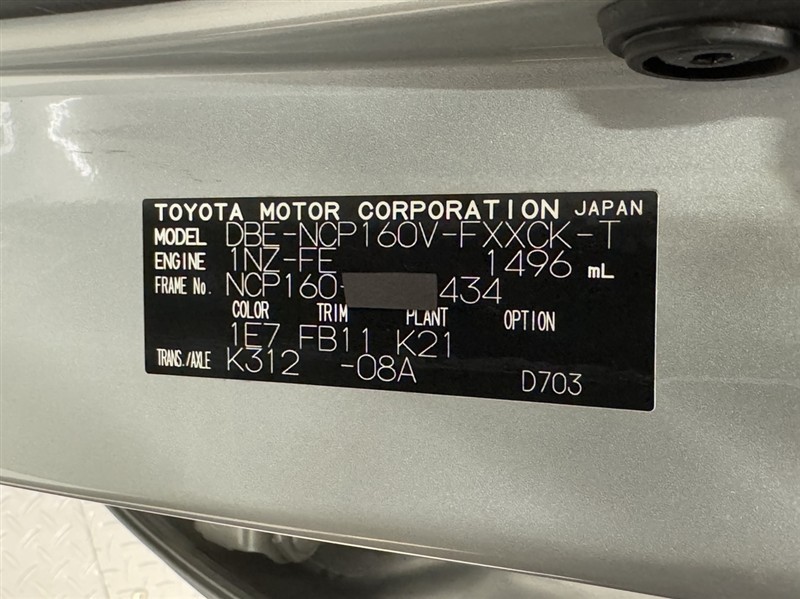 TOYOTA MOTOR CORPORATION JAPAN
MODEL DBE-NCP160V-FXXCK-T
ENGINE 1NZ-FE 1496 mL
FRAME No. NCP160- 434
COLOR TRIM PLANT OPTION
1E7 FB11 K21
TRANS./AXLE K312 -08A D703